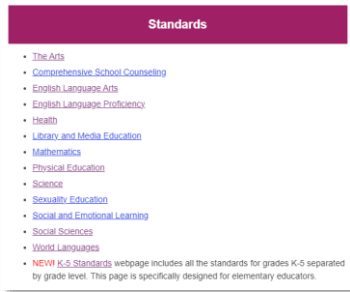 Standards
The Arts
Comprehensive School Counseling
English Language Arts
English Language Proficiency
Health
Library and Media Education
Mathematics
Physical Education
Science
Sexuality Education
Social and Emotional Learning
Social Sciences
World Languages
NEW! K-5 Standards webpage includes all the standards for grades K-5 separated
by grade level. This page is specifically designed for elementary educators.